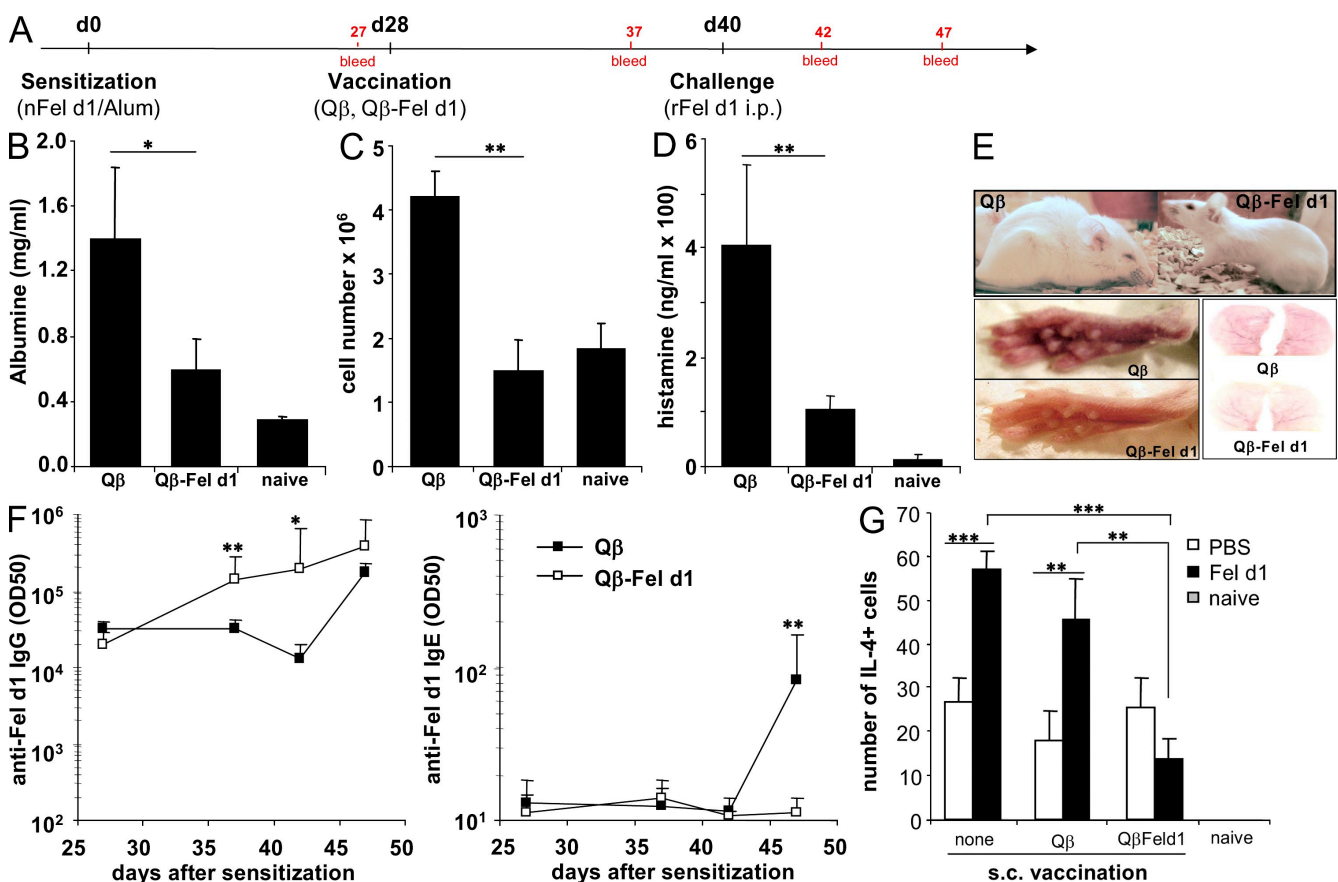 A
d0
27
d28
37
d40
42
47
bleed
bleed
bleed
bleed
Sensitization
(nFel d1/Alum)
Vaccination
(Qβ, Qβ-Fel d1)
Challenge
(rFel d1 i.p.)
B
Albumine (mg/ml)
2.0
1.6
1.2
0.8
0.4
0.0
*
Qβ
Qβ-Fel d1
naive
C
cell number x 10⁶
5
4
3
2
1
0
**
Qβ
Qβ-Fel d1
naive
D
histamine (ng/ml x 100)
6
4
2
0
**
Qβ
Qβ-Fel d1
naive
E
Qβ
Qβ-Fel d1
Qβ
Qβ-Fel d1
Qβ
Qβ-Fel d1
F
anti-Fel d1 IgG (OD50)
10⁶
10⁵
10⁴
10³
10²
**
*
25 30 35 40 45 50
days after sensitization
anti-Fel d1 IgE (OD50)
10³
10²
10¹
Qβ
Qβ-Fel d1
**
25 30 35 40 45 50
days after sensitization
G
number of IL-4+ cells
70
60
50
40
30
20
10
0
***
***
**
**
PBS
Fel d1
naive
none
Qβ
QβFeld1
naive
s.c. vaccination